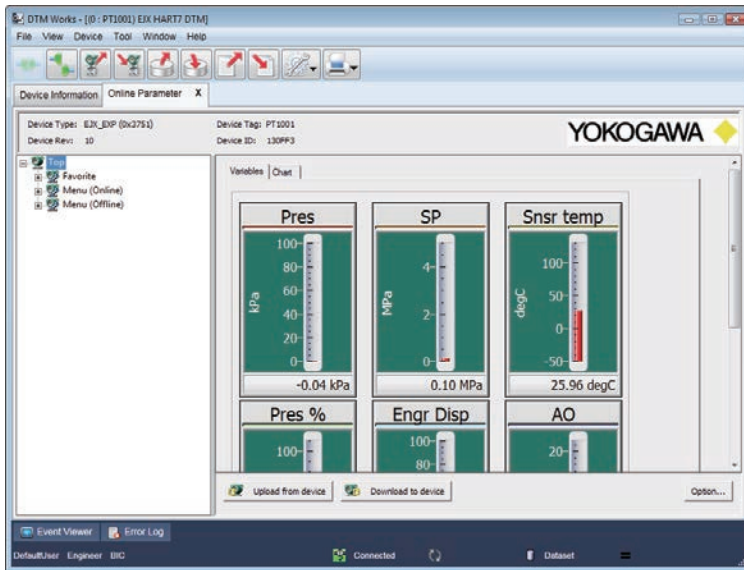 DTM Works - [(0 : PT1001) EJX HART7 DTM]
File View Device Tool Window Help
Device Information Online Parameter X
Device Type: EJX_EXP (0x3751) Device Tag: PT1001
Device Rev: 10 Device ID: 130FF3
YOKOGAWA
Top
Favorite
Menu (Online)
Menu (Offline)
Variables Chart
Pres SP Snsr temp
kPa
100
80
60
40
20
0
MPa
4
2
0
degC
100
50
0
-50
-0.04 kPa 0.10 MPa 25.96 degC
Pres % Engr Disp AO
100
100
80
20
Upload from device Download to device Option...
Event Viewer Error Log
DefaultUser Engineer BIC Connected Dataset =